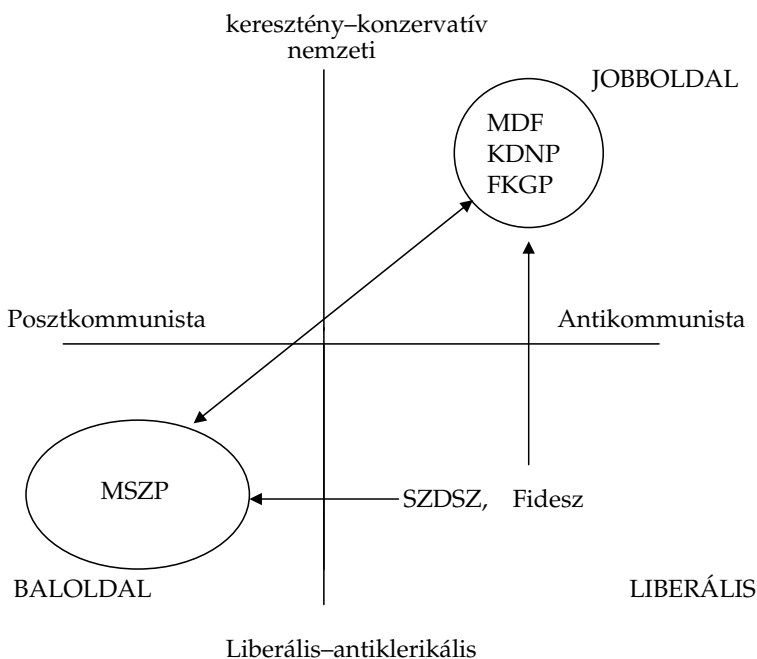 keresztény–konzervatív
nemzeti
JOBBOLDAL
MDF
KDNP
FKGP
Posztkommunista
Antikommunista
MSZP
SZDSZ, Fidesz
BALOLDAL
LIBERÁLIS
Liberális–antiklerikális